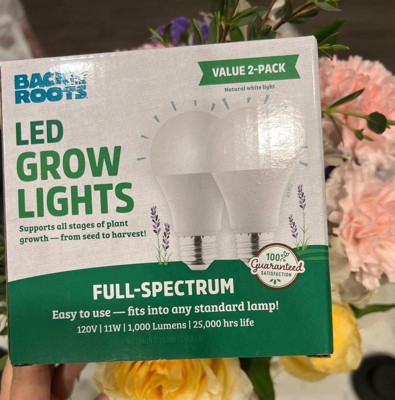 BACK TO THE ROOTS
VALUE 2-PACK
Natural white light
LED
GROW
LIGHTS
Supports all stages of plant
growth — from seed to harvest!
100%
Guaranteed
SATISFACTION
FULL-SPECTRUM
Easy to use — fits into any standard lamp!
120V | 11W | 1,000 Lumens | 25,000 hrs life